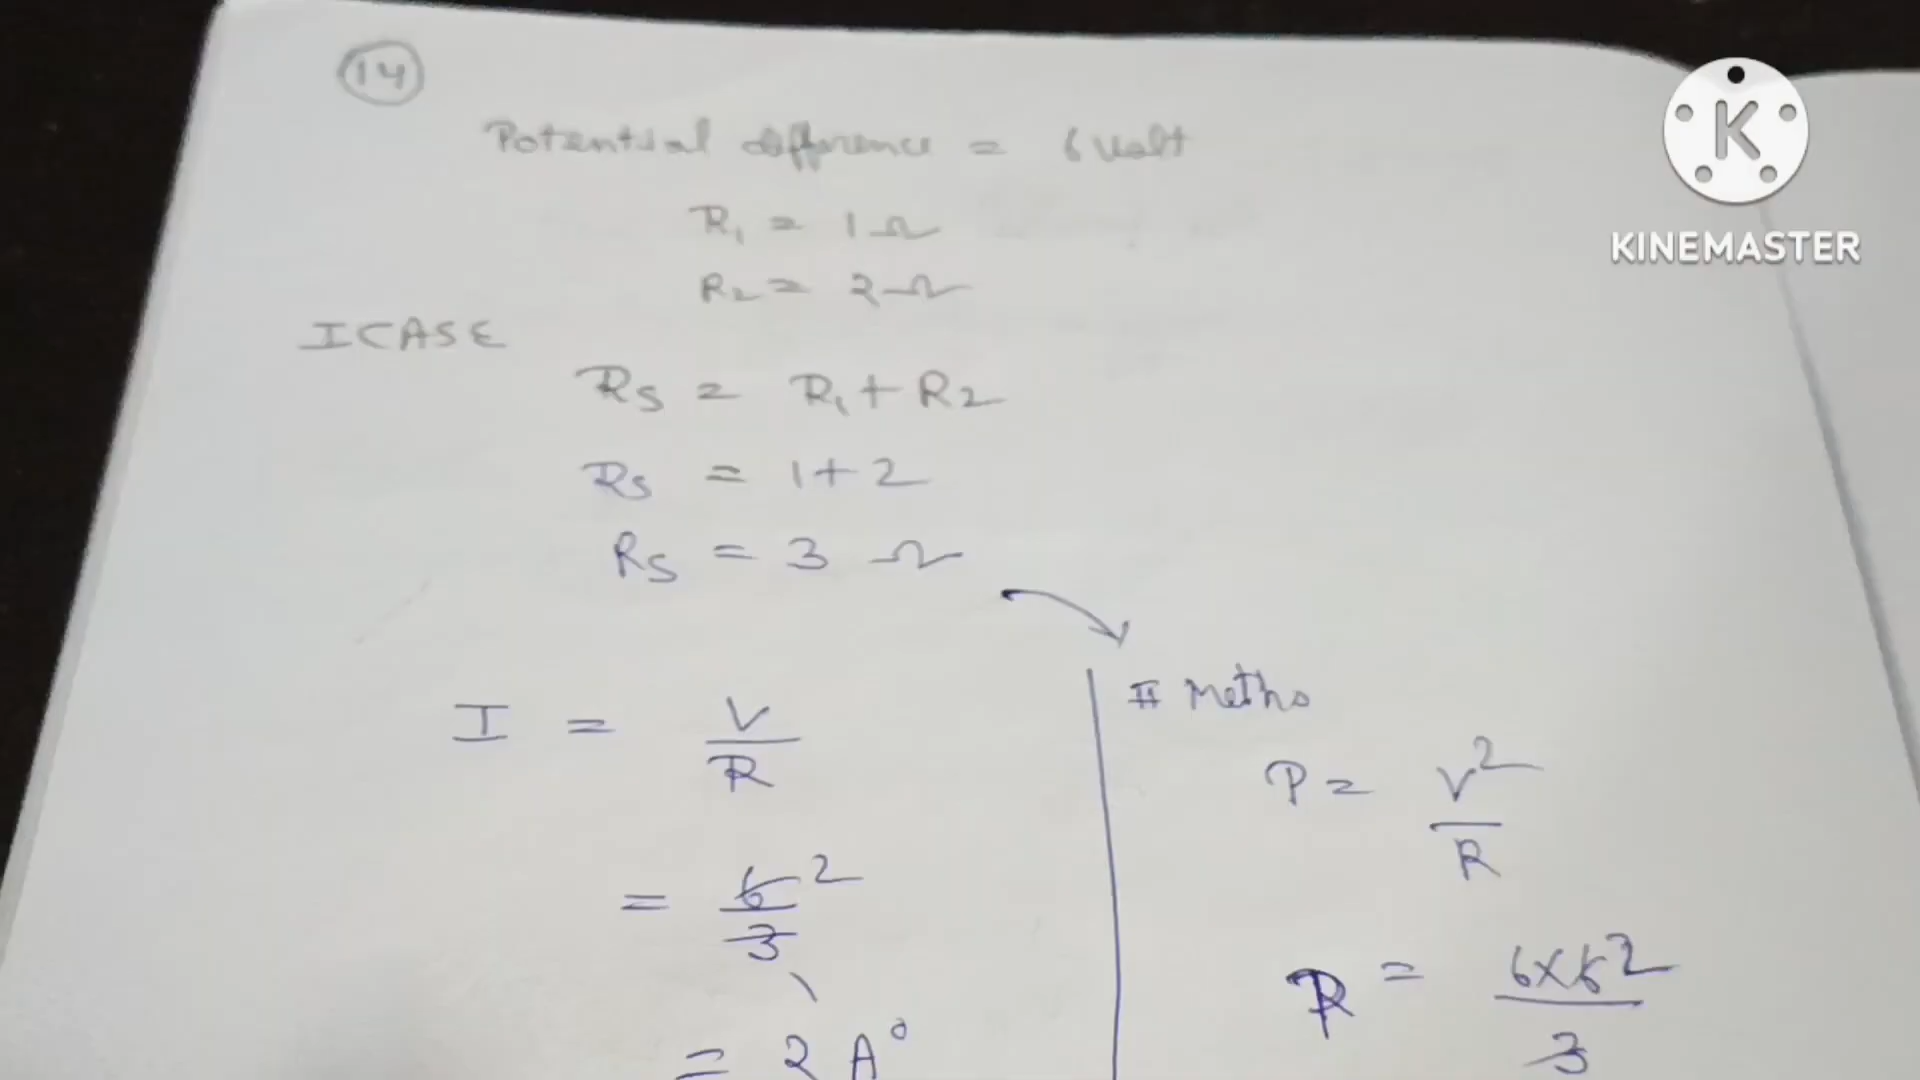 14
Potential difference = 6 volt
R₁ = 1 Ω
R₂ = 2 Ω
I CASE
Rs = R₁ + R₂
Rs = 1 + 2
Rs = 3 Ω
I = V/R
= 6/3 2
= 2 A°
II Metho
P = V²/R
P = 6×6 2/3
K
KINEMASTER